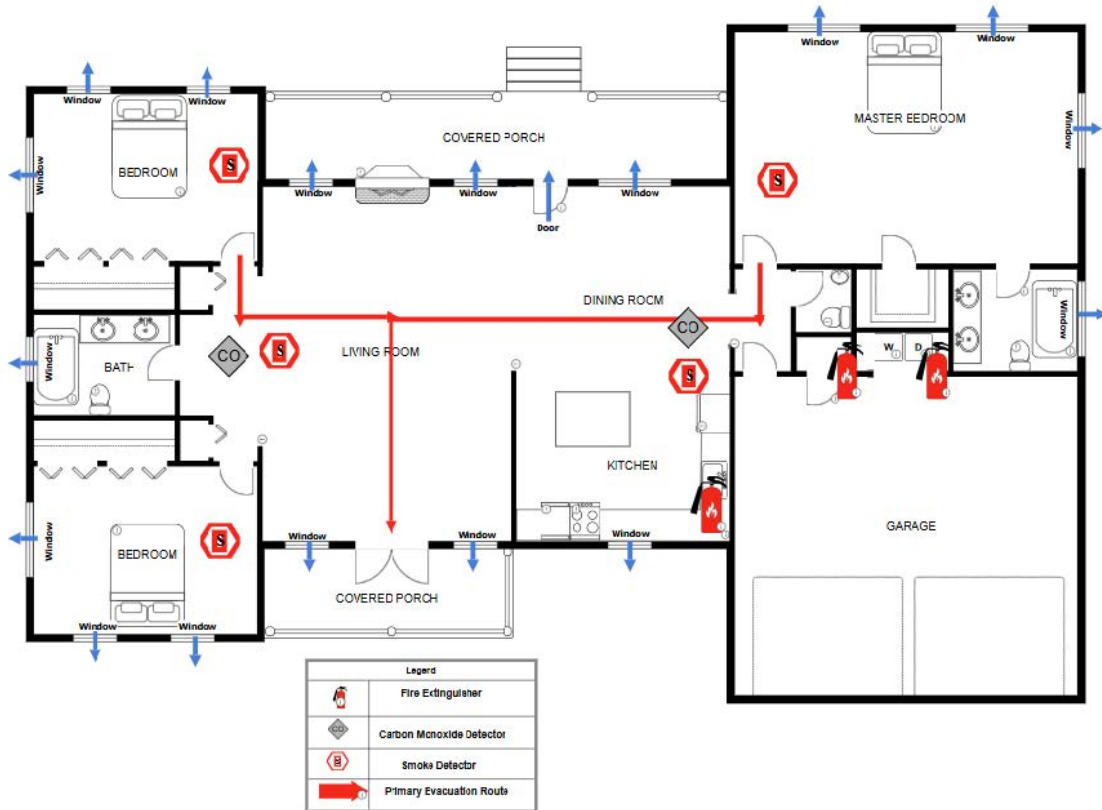 Window
Window
Window
Window
MASTER BEDROOM
Window
COVERED PORCH
BEDROOM
S
Window
S
Window
Window
Window
Window
Door
DINING ROOM
Window
CO
LIVING ROOM
CO
S
BATH
Window
W
D
S
KITCHEN
GARAGE
Window
BEDROOM
S
Window
Window
Window
COVERED PORCH
Window
Window
Legend
Fire Extinguisher
CO
Carbon Monoxide Detector
S
Smoke Detector
Primary Evacuation Route